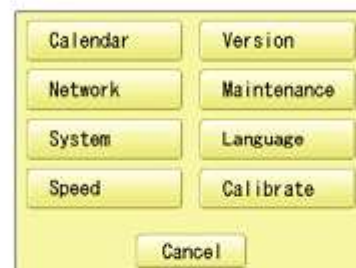 Calendar
Version
Network
Maintenance
System
Language
Speed
Calibrate
Cancel